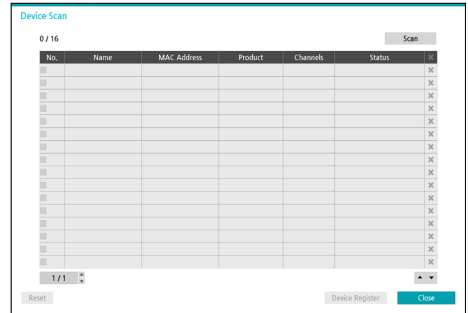 Device Scan
0 / 16
Scan
No. Name MAC Address Product Channels Status
1 / 1
Reset Device Register Close